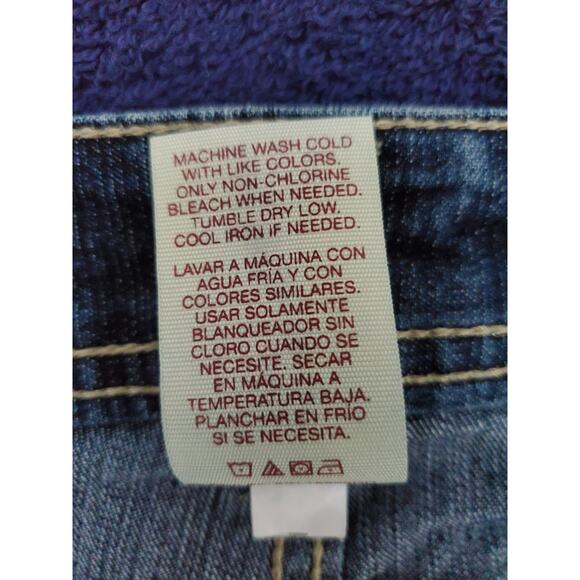 MACHINE WASH COLD
WITH LIKE COLORS.
ONLY NON-CHLORINE
BLEACH WHEN NEEDED.
TUMBLE DRY LOW.
COOL IRON IF NEEDED.
LAVAR A MÁQUINA CON
AGUA FRÍA Y CON
COLORES SIMILARES.
USAR SOLAMENTE
BLANQUEADOR SIN
CLORO CUANDO SE
NECESITE. SECAR
EN MÁQUINA A
TEMPERATURA BAJA.
PLANCHAR EN FRÍO
SI SE NECESITA.